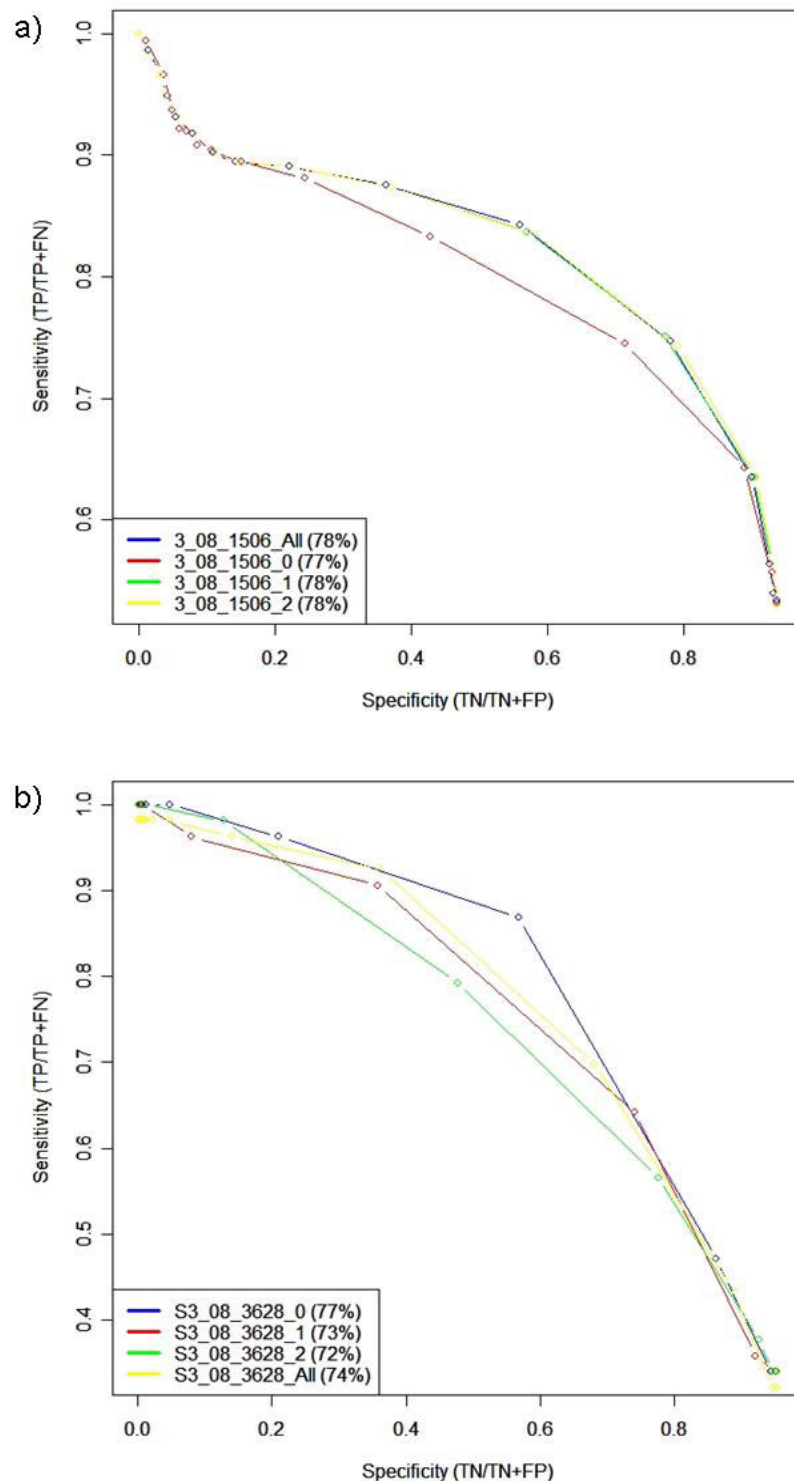 a)
Sensitivity (TP/TP+FN)
1.0
0.9
0.8
0.7
0.6
3_08_1506_All (78%)
3_08_1506_0 (77%)
3_08_1506_1 (78%)
3_08_1506_2 (78%)
0.0 0.2 0.4 0.6 0.8
Specificity (TN/TN+FP)
b)
Sensitivity (TP/TP+FN)
1.0
0.9
0.8
0.7
0.6
0.5
0.4
S3_08_3628_0 (77%)
S3_08_3628_1 (73%)
S3_08_3628_2 (72%)
S3_08_3628_All (74%)
0.0 0.2 0.4 0.6 0.8
Specificity (TN/TN+FP)